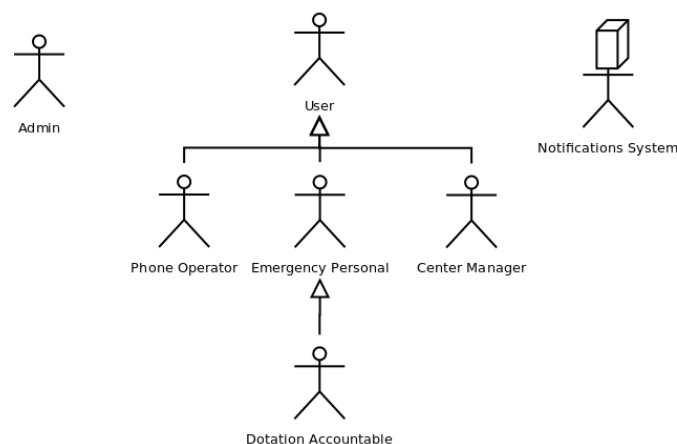 User
Admin
Notifications System
Phone Operator
Emergency Personal
Center Manager
Dotation Accountable